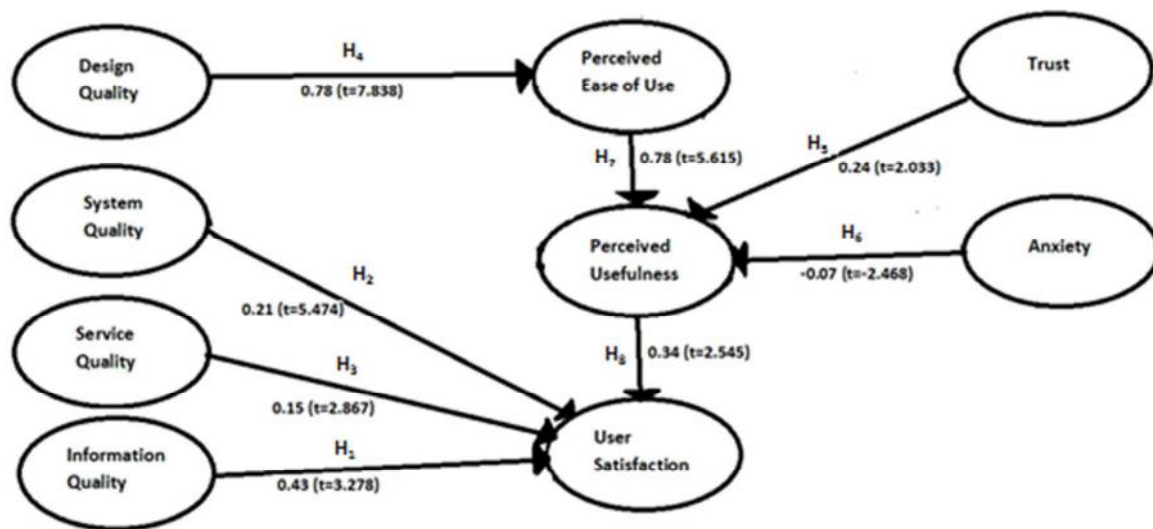 Design
Quality
H4
0.78 (t=7.838)
Perceived
Ease of Use
Trust
H7
0.78 (t=5.615)
H5
0.24 (t=2.033)
System
Quality
H2
0.21 (t=5.474)
Perceived
Usefulness
H6
-0.07 (t=-2.468)
Anxiety
Service
Quality
H3
0.15 (t=2.867)
H8
0.34 (t=2.545)
Information
Quality
H1
0.43 (t=3.278)
User
Satisfaction